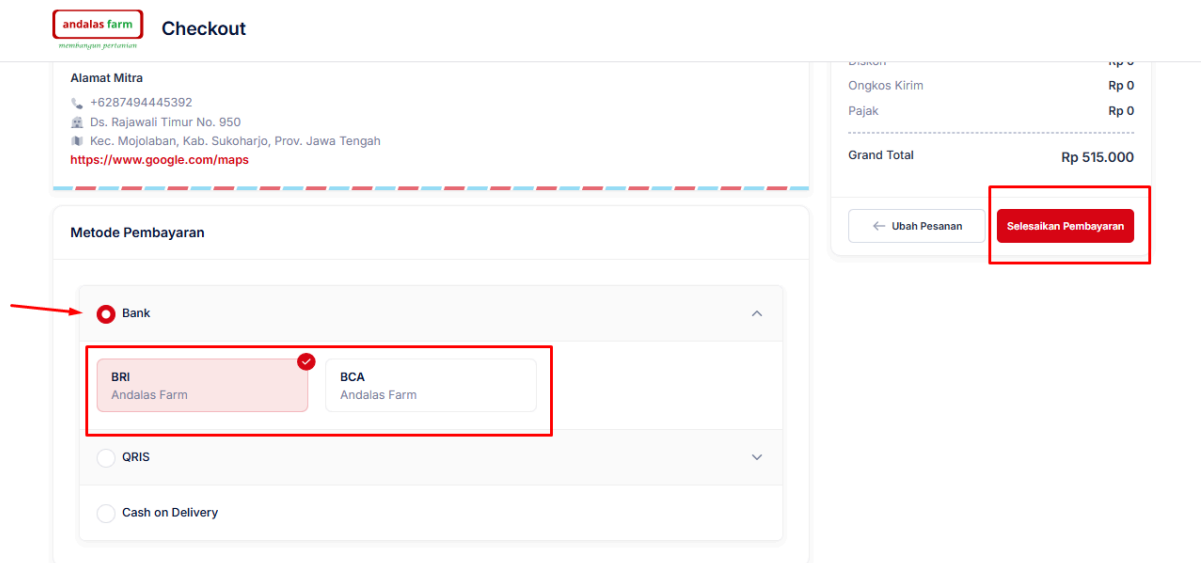 andalas farm
membangun pertanian
Checkout
Alamat Mitra
+6287494445392
Ds. Rajawali Timur No. 950
Kec. Mojolaban, Kab. Sukoharjo, Prov. Jawa Tengah
https://www.google.com/maps
Metode Pembayaran
Bank
BRI
Andalas Farm
BCA
Andalas Farm
QRIS
Cash on Delivery
Diskon Rp 0
Ongkos Kirim Rp 0
Pajak Rp 0
Grand Total Rp 515.000
Ubah Pesanan
Selesaikan Pembayaran